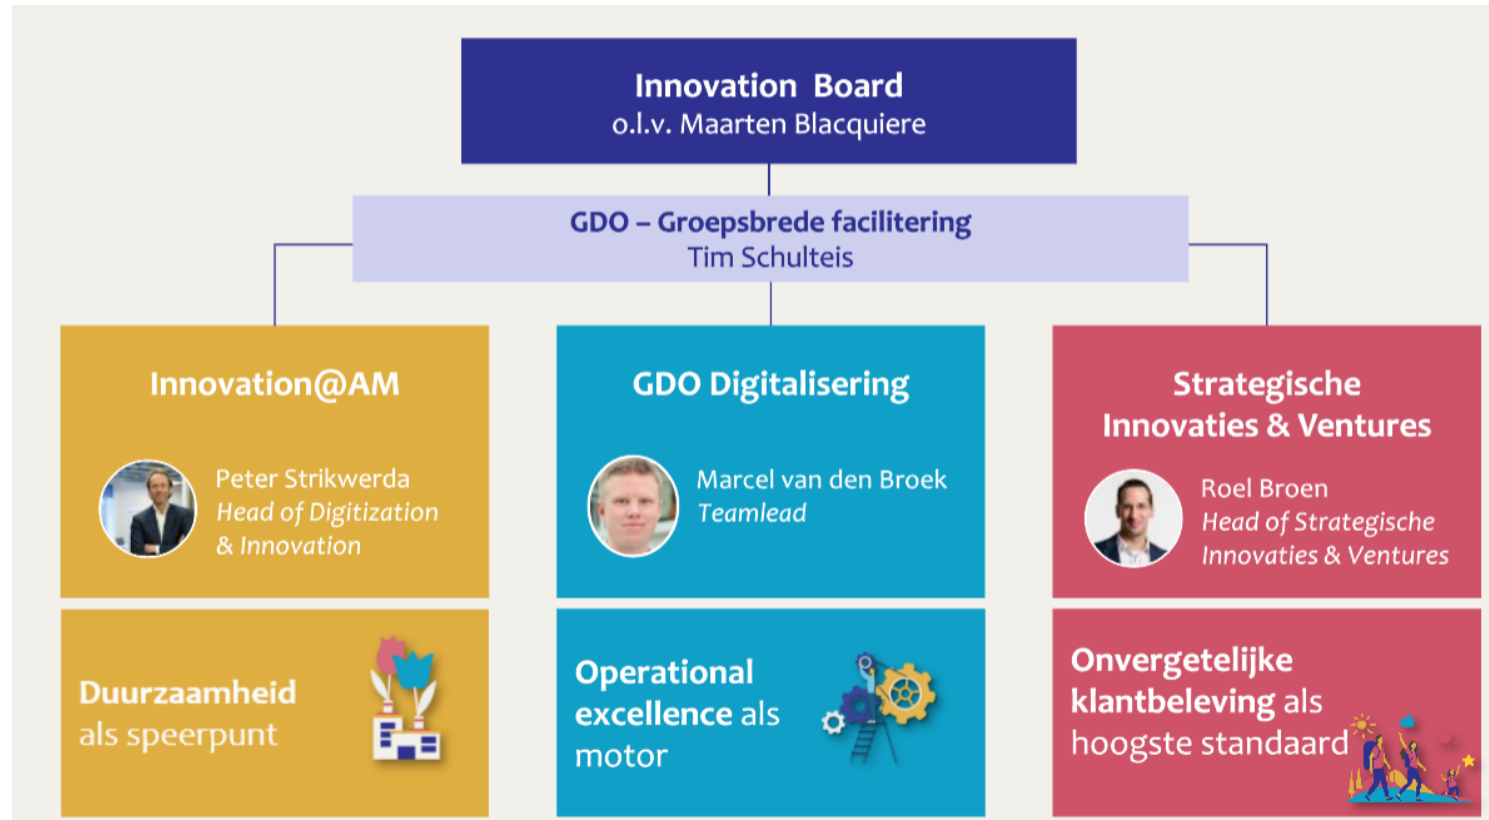 Innovation Board
o.l.v. Maarten Blacquiere
GDO – Groepsbrede facilitering
Tim Schulteis
Innovation@AM
Peter Strikwerda
Head of Digitization
& Innovation
Duurzaamheid
als speerpunt
GDO Digitalisering
Marcel van den Broek
Teamlead
Operational
excellence als
motor
Strategische
Innovaties & Ventures
Roel Broen
Head of Strategische
Innovaties & Ventures
Onvergetelijke
klantbeleving als
hoogste standaard